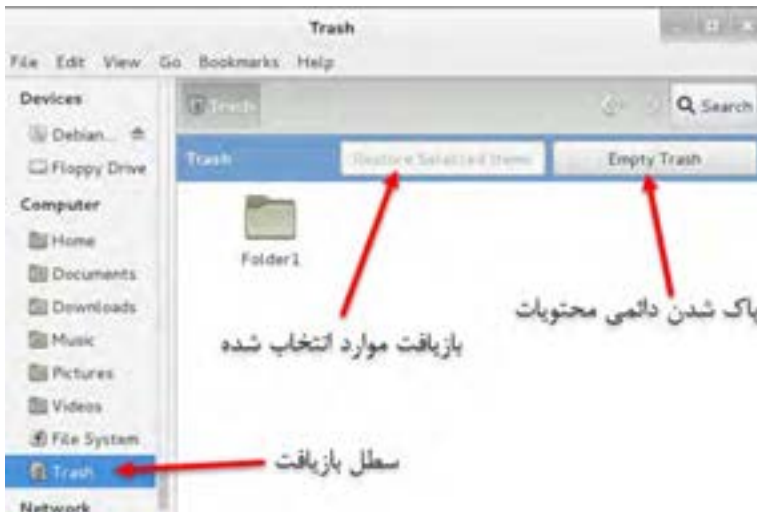 Trash
File Edit View Go Bookmarks Help
Devices
Debian...
Floppy Drive
Computer
Home
Documents
Downloads
Music
Pictures
Videos
File System
Trash
Network
Trash
Search
Trash
Restore Selected Items
Empty Trash
Folder1
پاک شدن دائمی محتویات
بازیافت موارد انتخاب شده
سطل بازیافت